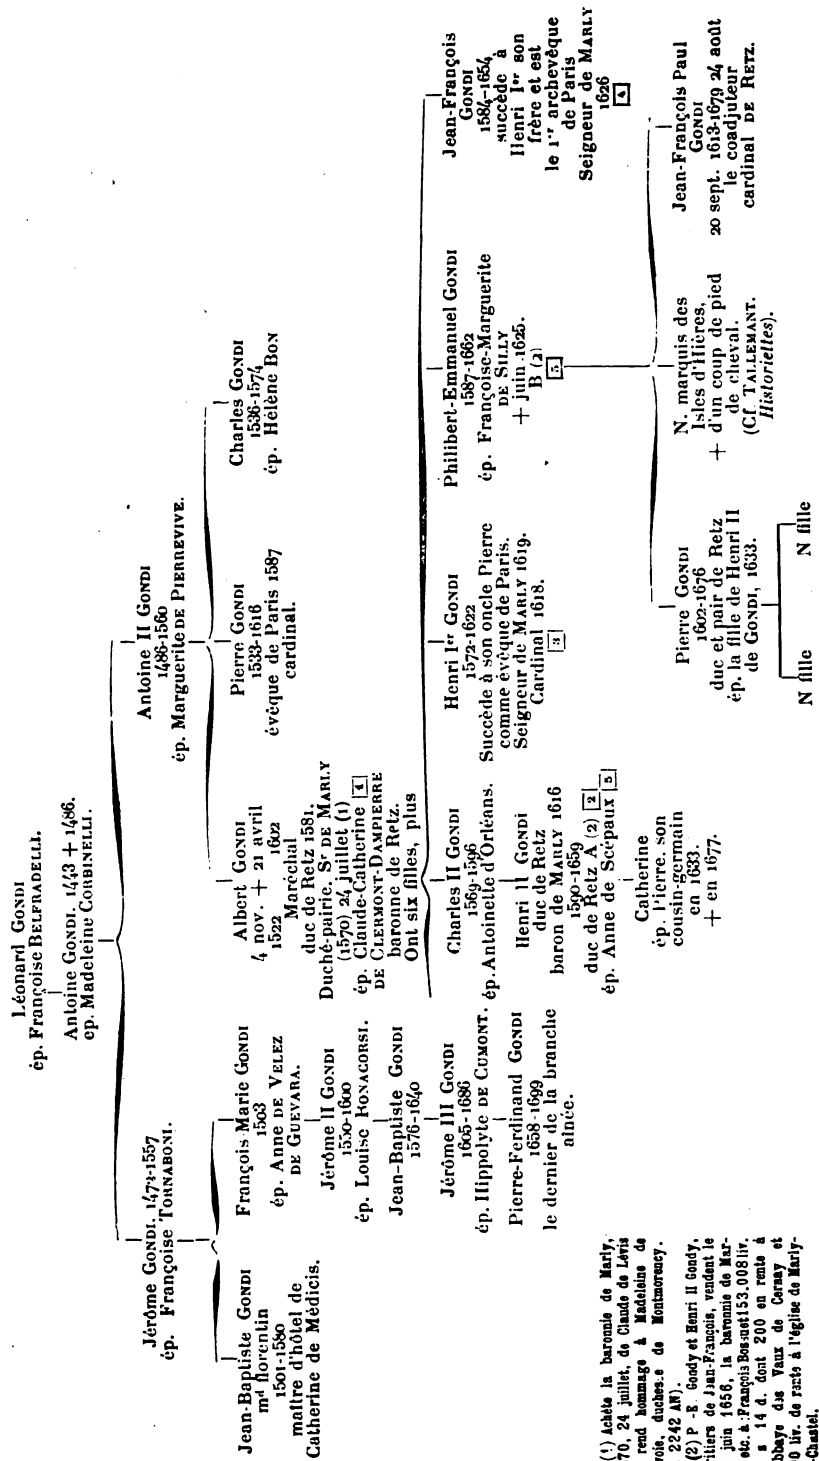 Léonard GONDI
ép. Françoise BELFRADELLI.
Antoine GONDI. 1443 + 1486.
ép. Madeleine CORBINELLI.
Jérôme GONDI. 1472-1557
ép. Françoise TORNABONI.
Antoine II GONDI
1486-1560
ép. Marguerite DE PIERREVIVE.
Jean-Baptiste GONDI
md florentin
1501-1580
maître d'hôtel de
Catherine de Médicis.
François-Marie GONDI
1503
ép. Anne DE VELEZ
DE GUEVARA.
Jérôme II GONDI
1550-1600
ép. Louise BONACORSI.
Jean-Baptiste GONDI
1576-1640
Jérôme III GONDI
1605-1686
ép. Hippolyte DE CUMONT.
Pierre-Ferdinand GONDI
1658-1699
le dernier de la branche
aînée.
Albert GONDI
4 nov. + 21 avril
1522 1602
Maréchal
duc de Retz 1581.
Duché-pairie. Sr DE MARLY
(1570) 24 juillet (1)
ép. Claude-Catherine 1
DE CLERMONT-DAMPIERRE
baronne de Retz.
Ont six filles, plus
Pierre GONDI
1533-1616
évêque de Paris 1587
cardinal.
Charles GONDI
1536-1574
ép. Hélène BON
Charles II GONDI
1569-1596
ép. Antoinette d'Orléans.
Henri II GONDI
duc de Retz
baron de MARLY 1616
1590-1659
duc de Retz A (2) 2
ép. Anne de Scépaux 5
Catherine
ép. Pierre, son
cousin-germain
en 1633.
+ en 1677.
Henri Ier GONDI
1572-1622
Succède à son oncle Pierre
comme évêque de Paris.
Seigneur de MARLY 1619.
Cardinal 1618.
3
Philibert-Emmanuel GONDI
1587-1662
ép. Françoise-Marguerite
DE SILLY
+ juin 1625.
B (2)
5
Jean-François
GONDI
1584-1654
succède à
Henri Ier son
frère et est
le 1er archevêque
de Paris
Seigneur de MARLY
1626
4
Pierre GONDI
1602-1676
duc et pair de Retz
ép. la fille de Henri II
de GONDI, 1633.
N fille
N fille
N. marquis des
Isles d'Hières,
+ d'un coup de pied
de cheval.
(Cf. TALLEMANT.
Historiettes).
Jean-François Paul
GONDI
20 sept. 1613-1679 24 août
le coadjuteur
cardinal DE RETZ.
(1) Achète la baronnie de Marly,
70, 24 juillet, de Claude de Lévis
rend hommage à Madeleine de
voie, duchesse de Montmorency.
2242 AN).
(2) P.-E. Gondy et Henri II Gondy,
ritiers de Jean-François, vendent le
juin 1656, la baronnie de Mar-
etc. à François Bossuet 153.008 liv.
s 14 d. dont 200 en rente à
bbaye des Vaux de Cernay et
0 liv. de rente à l'église de Marly-
-Chastel.